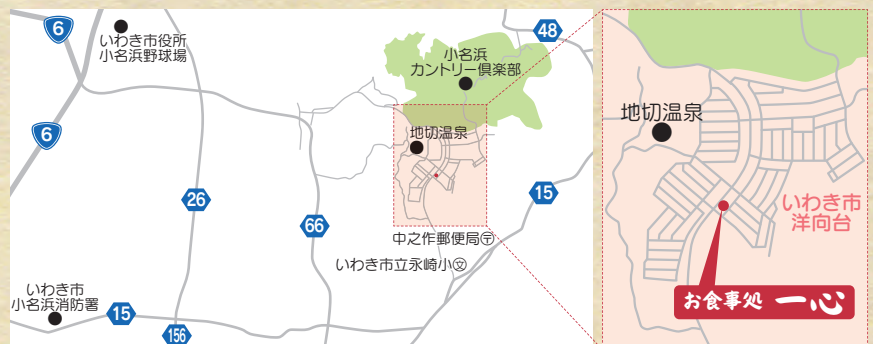 6
いわき市役所
小名浜野球場
48
小名浜
カントリー倶楽部
6
地切温泉
26
15
66
中之作郵便局〶
いわき市立永崎小文
いわき市
小名浜消防署
15
156
地切温泉
いわき市
洋向台
お食事処 一心